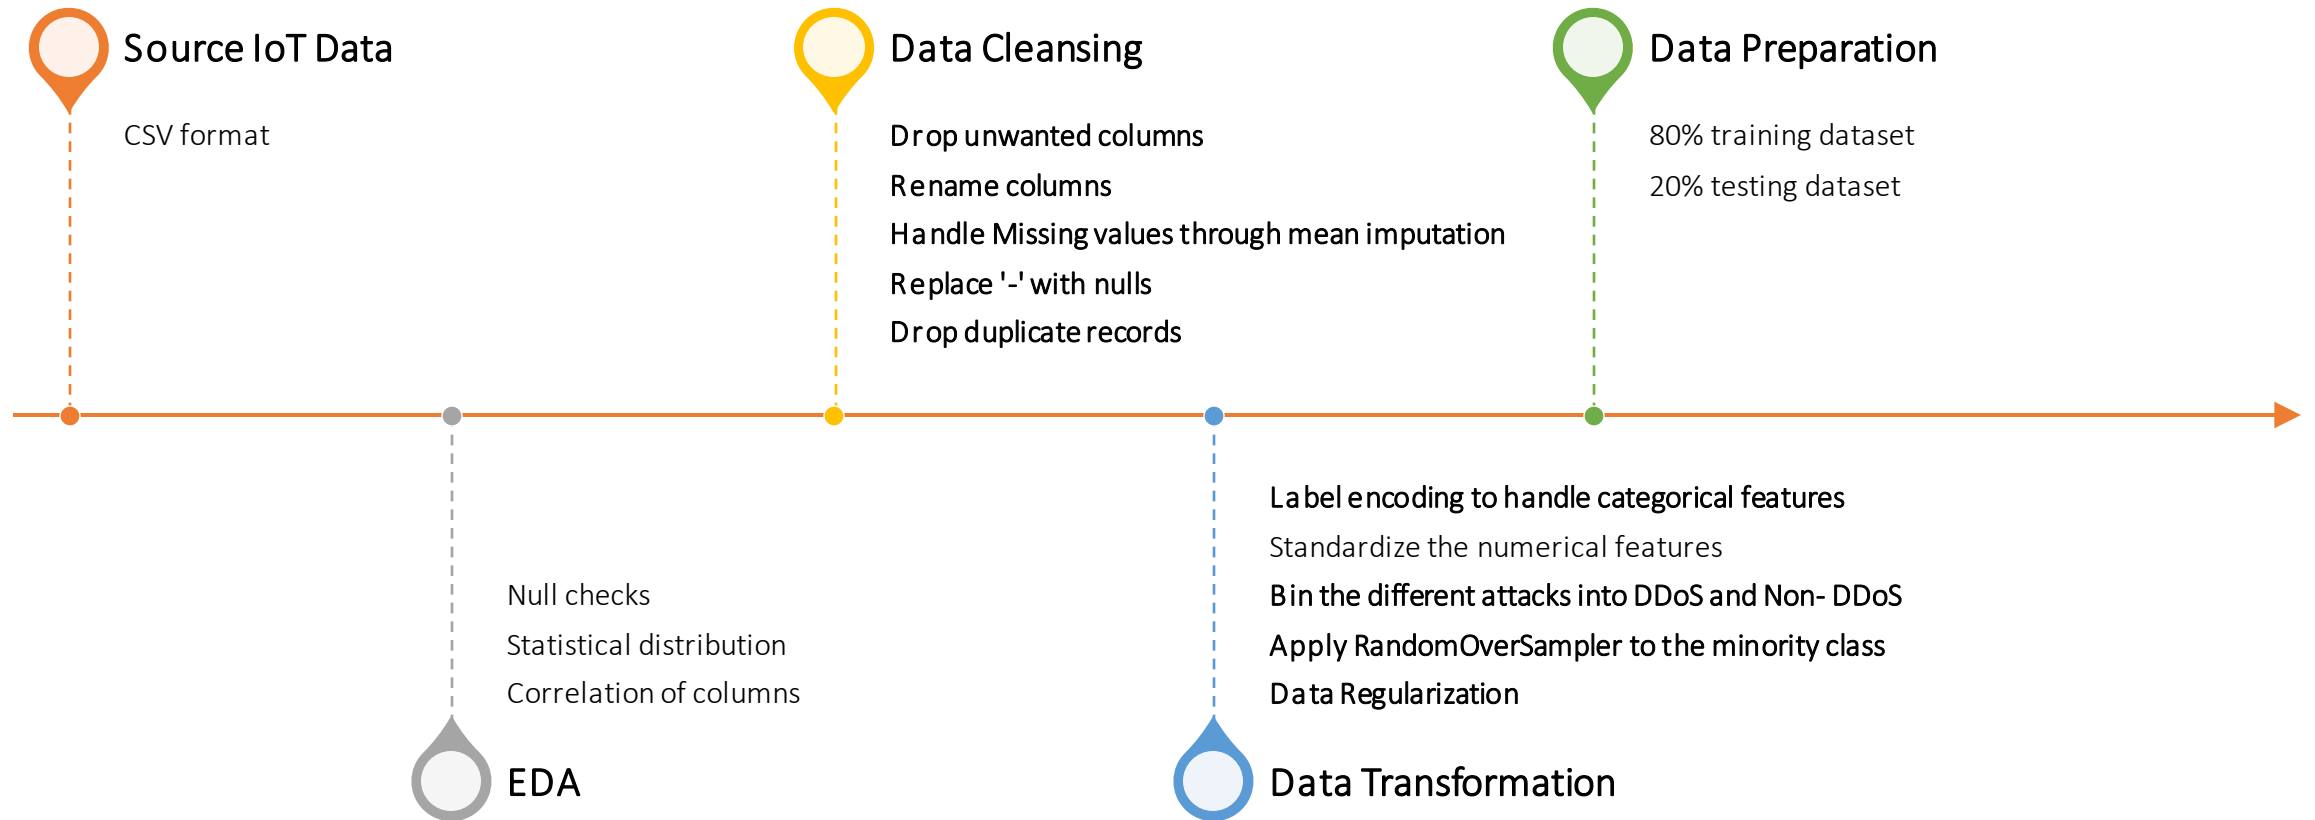 Source IoT Data
CSV format
Null checks
Statistical distribution
Correlation of columns
EDA
Data Cleansing
Drop unwanted columns
Rename columns
Handle Missing values through mean imputation
Replace '-' with nulls
Drop duplicate records
Label encoding to handle categorical features
Standardize the numerical features
Bin the different attacks into DDoS and Non- DDoS
Apply RandomOverSampler to the minority class
Data Regularization
Data Transformation
Data Preparation
80% training dataset
20% testing dataset